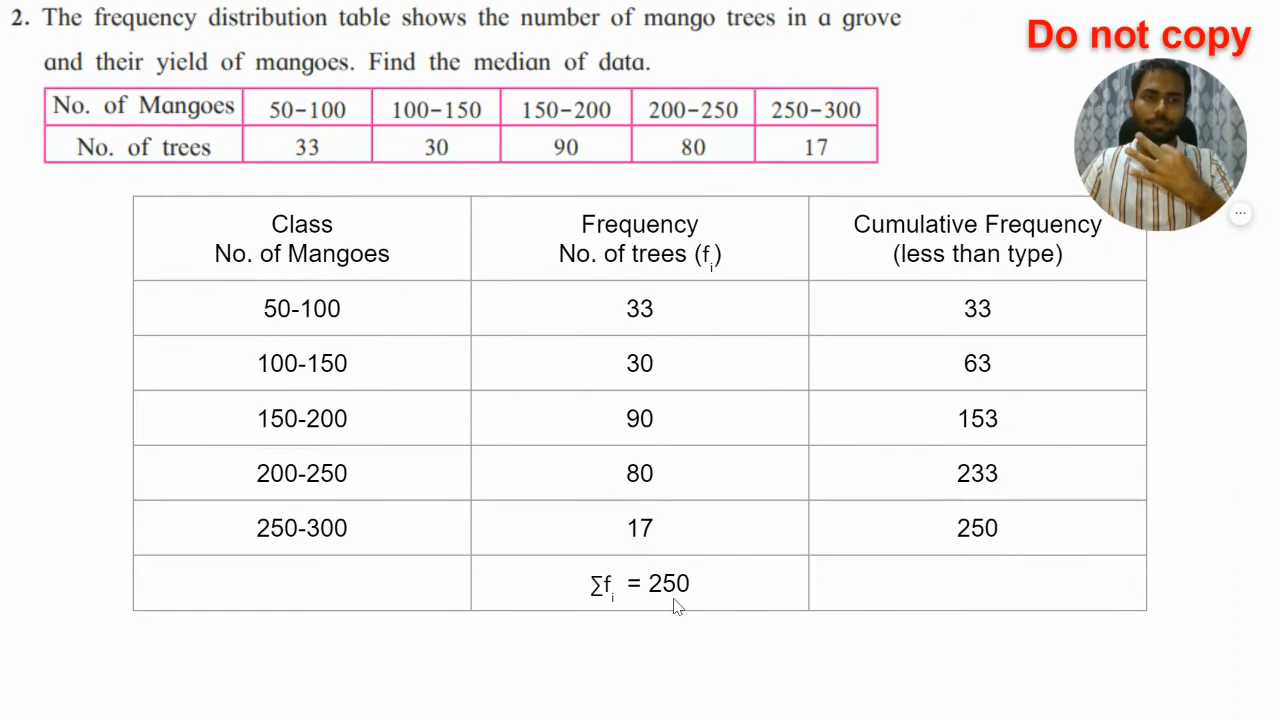 2. The frequency distribution table shows the number of mango trees in a grove
and their yield of mangoes. Find the median of data.
Do not copy
No. of Mangoes 50-100 100-150 150-200 200-250 250-300
No. of trees 33 30 90 80 17
Class Frequency Cumulative Frequency
No. of Mangoes No. of trees (fᵢ) (less than type)
50-100 33 33
100-150 30 63
150-200 90 153
200-250 80 233
250-300 17 250
∑fᵢ = 250